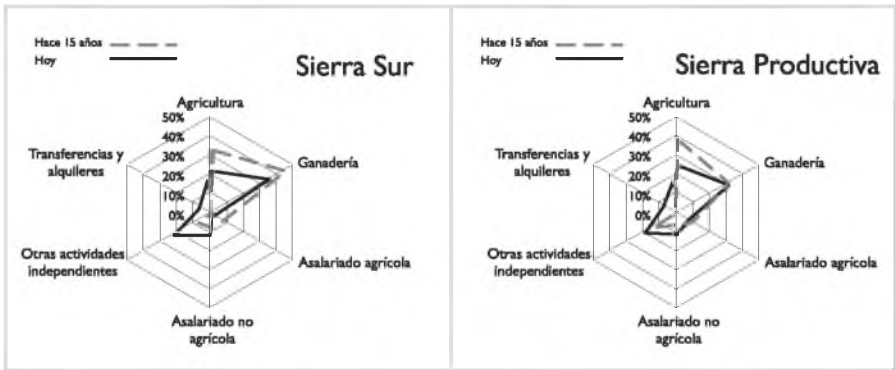 Hace 15 años
Hoy
Sierra Sur
Agricultura
50%
40%
30%
20%
10%
0%
Transferencias y
alquileres
Ganadería
Otras actividades
independientes
Asalariado agrícola
Asalariado no
agrícola
Hace 15 años
Hoy
Sierra Productiva
Agricultura
50%
40%
30%
20%
10%
0%
Transferencias y
alquileres
Ganadería
Otras actividades
independientes
Asalariado agrícola
Asalariado no
agrícola